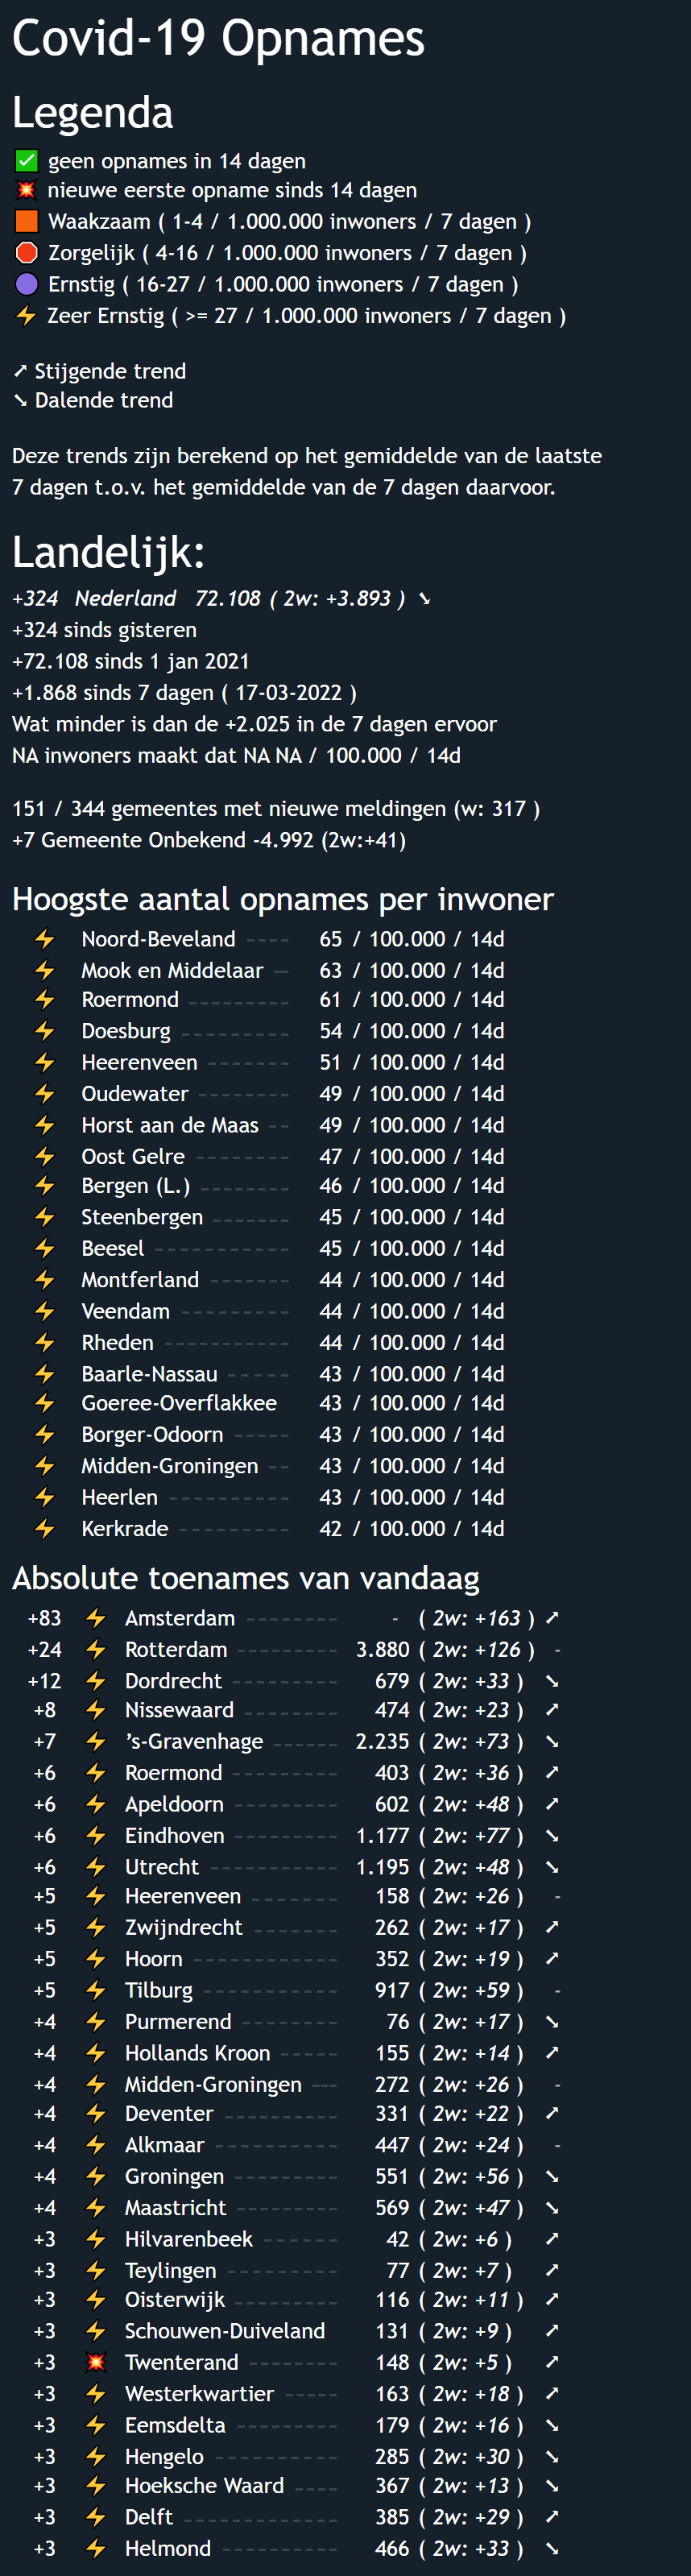 Covid-19 Opnames
Legenda
✅ geen opnames in 14 dagen
💥 nieuwe eerste opname sinds 14 dagen
🟧 Waakzaam ( 1-4 / 1.000.000 inwoners / 7 dagen )
🛑 Zorgelijk ( 4-16 / 1.000.000 inwoners / 7 dagen )
🟣 Ernstig ( 16-27 / 1.000.000 inwoners / 7 dagen )
⚡ Zeer Ernstig ( >= 27 / 1.000.000 inwoners / 7 dagen )
➚ Stijgende trend
➘ Dalende trend
Deze trends zijn berekend op het gemiddelde van de laatste
7 dagen t.o.v. het gemiddelde van de 7 dagen daarvoor.
Landelijk:
+324 Nederland 72.108 ( 2w: +3.893 ) ➘
+324 sinds gisteren
+72.108 sinds 1 jan 2021
+1.868 sinds 7 dagen ( 17-03-2022 )
Wat minder is dan de +2.025 in de 7 dagen ervoor
NA inwoners maakt dat NA NA / 100.000 / 14d
151 / 344 gemeentes met nieuwe meldingen (w: 317 )
+7 Gemeente Onbekend -4.992 (2w:+41)
Hoogste aantal opnames per inwoner
⚡ Noord-Beveland ---- 65 / 100.000 / 14d
⚡ Mook en Middelaar — 63 / 100.000 / 14d
⚡ Roermond --------- 61 / 100.000 / 14d
⚡ Doesburg -------- 54 / 100.000 / 14d
⚡ Heerenveen ------ 51 / 100.000 / 14d
⚡ Oudewater ------- 49 / 100.000 / 14d
⚡ Horst aan de Maas -- 49 / 100.000 / 14d
⚡ Oost Gelre ------- 47 / 100.000 / 14d
⚡ Bergen (L.) ------- 46 / 100.000 / 14d
⚡ Steenbergen ------ 45 / 100.000 / 14d
⚡ Beesel ---------- 45 / 100.000 / 14d
⚡ Montferland ------ 44 / 100.000 / 14d
⚡ Veendam -------- 44 / 100.000 / 14d
⚡ Rheden --------- 44 / 100.000 / 14d
⚡ Baarle-Nassau ----- 43 / 100.000 / 14d
⚡ Goeree-Overflakkee 43 / 100.000 / 14d
⚡ Borger-Odoorn ----- 43 / 100.000 / 14d
⚡ Midden-Groningen -- 43 / 100.000 / 14d
⚡ Heerlen --------- 43 / 100.000 / 14d
⚡ Kerkrade -------- 42 / 100.000 / 14d
Absolute toenames van vandaag
+83 ⚡ Amsterdam -------- - ( 2w: +163 ) ➚
+24 ⚡ Rotterdam -------- 3.880 ( 2w: +126 ) -
+12 ⚡ Dordrecht --------- 679 ( 2w: +33 ) ➘
+8 ⚡ Nissewaard -------- 474 ( 2w: +23 ) ➚
+7 ⚡ ’s-Gravenhage ----- 2.235 ( 2w: +73 ) ➘
+6 ⚡ Roermond --------- 403 ( 2w: +36 ) ➚
+6 ⚡ Apeldoorn -------- 602 ( 2w: +48 ) ➚
+6 ⚡ Eindhoven -------- 1.177 ( 2w: +77 ) ➘
+6 ⚡ Utrecht ---------- 1.195 ( 2w: +48 ) ➘
+5 ⚡ Heerenveen ------- 158 ( 2w: +26 ) -
+5 ⚡ Zwijndrecht ------- 262 ( 2w: +17 ) ➚
+5 ⚡ Hoorn ----------- 352 ( 2w: +19 ) ➚
+5 ⚡ Tilburg ----------- 917 ( 2w: +59 ) -
+4 ⚡ Purmerend -------- 76 ( 2w: +17 ) ➘
+4 ⚡ Hollands Kroon ----- 155 ( 2w: +14 ) ➚
+4 ⚡ Midden-Groningen --- 272 ( 2w: +26 ) -
+4 ⚡ Deventer --------- 331 ( 2w: +22 ) ➚
+4 ⚡ Alkmaar ---------- 447 ( 2w: +24 ) -
+4 ⚡ Groningen -------- 551 ( 2w: +56 ) ➘
+4 ⚡ Maastricht -------- 569 ( 2w: +47 ) ➘
+3 ⚡ Hilvarenbeek ------ 42 ( 2w: +6 ) ➚
+3 ⚡ Teylingen --------- 77 ( 2w: +7 ) ➚
+3 ⚡ Oisterwijk --------- 116 ( 2w: +11 ) ➚
+3 ⚡ Schouwen-Duiveland 131 ( 2w: +9 ) ➚
+3 💥 Twenterand -------- 148 ( 2w: +5 ) ➚
+3 ⚡ Westerkwartier ----- 163 ( 2w: +18 ) ➚
+3 ⚡ Eemsdelta -------- 179 ( 2w: +16 ) ➘
+3 ⚡ Hengelo ---------- 285 ( 2w: +30 ) ➘
+3 ⚡ Hoeksche Waard ---- 367 ( 2w: +13 ) ➘
+3 ⚡ Delft ------------ 385 ( 2w: +29 ) ➚
+3 ⚡ Helmond --------- 466 ( 2w: +33 ) ➘